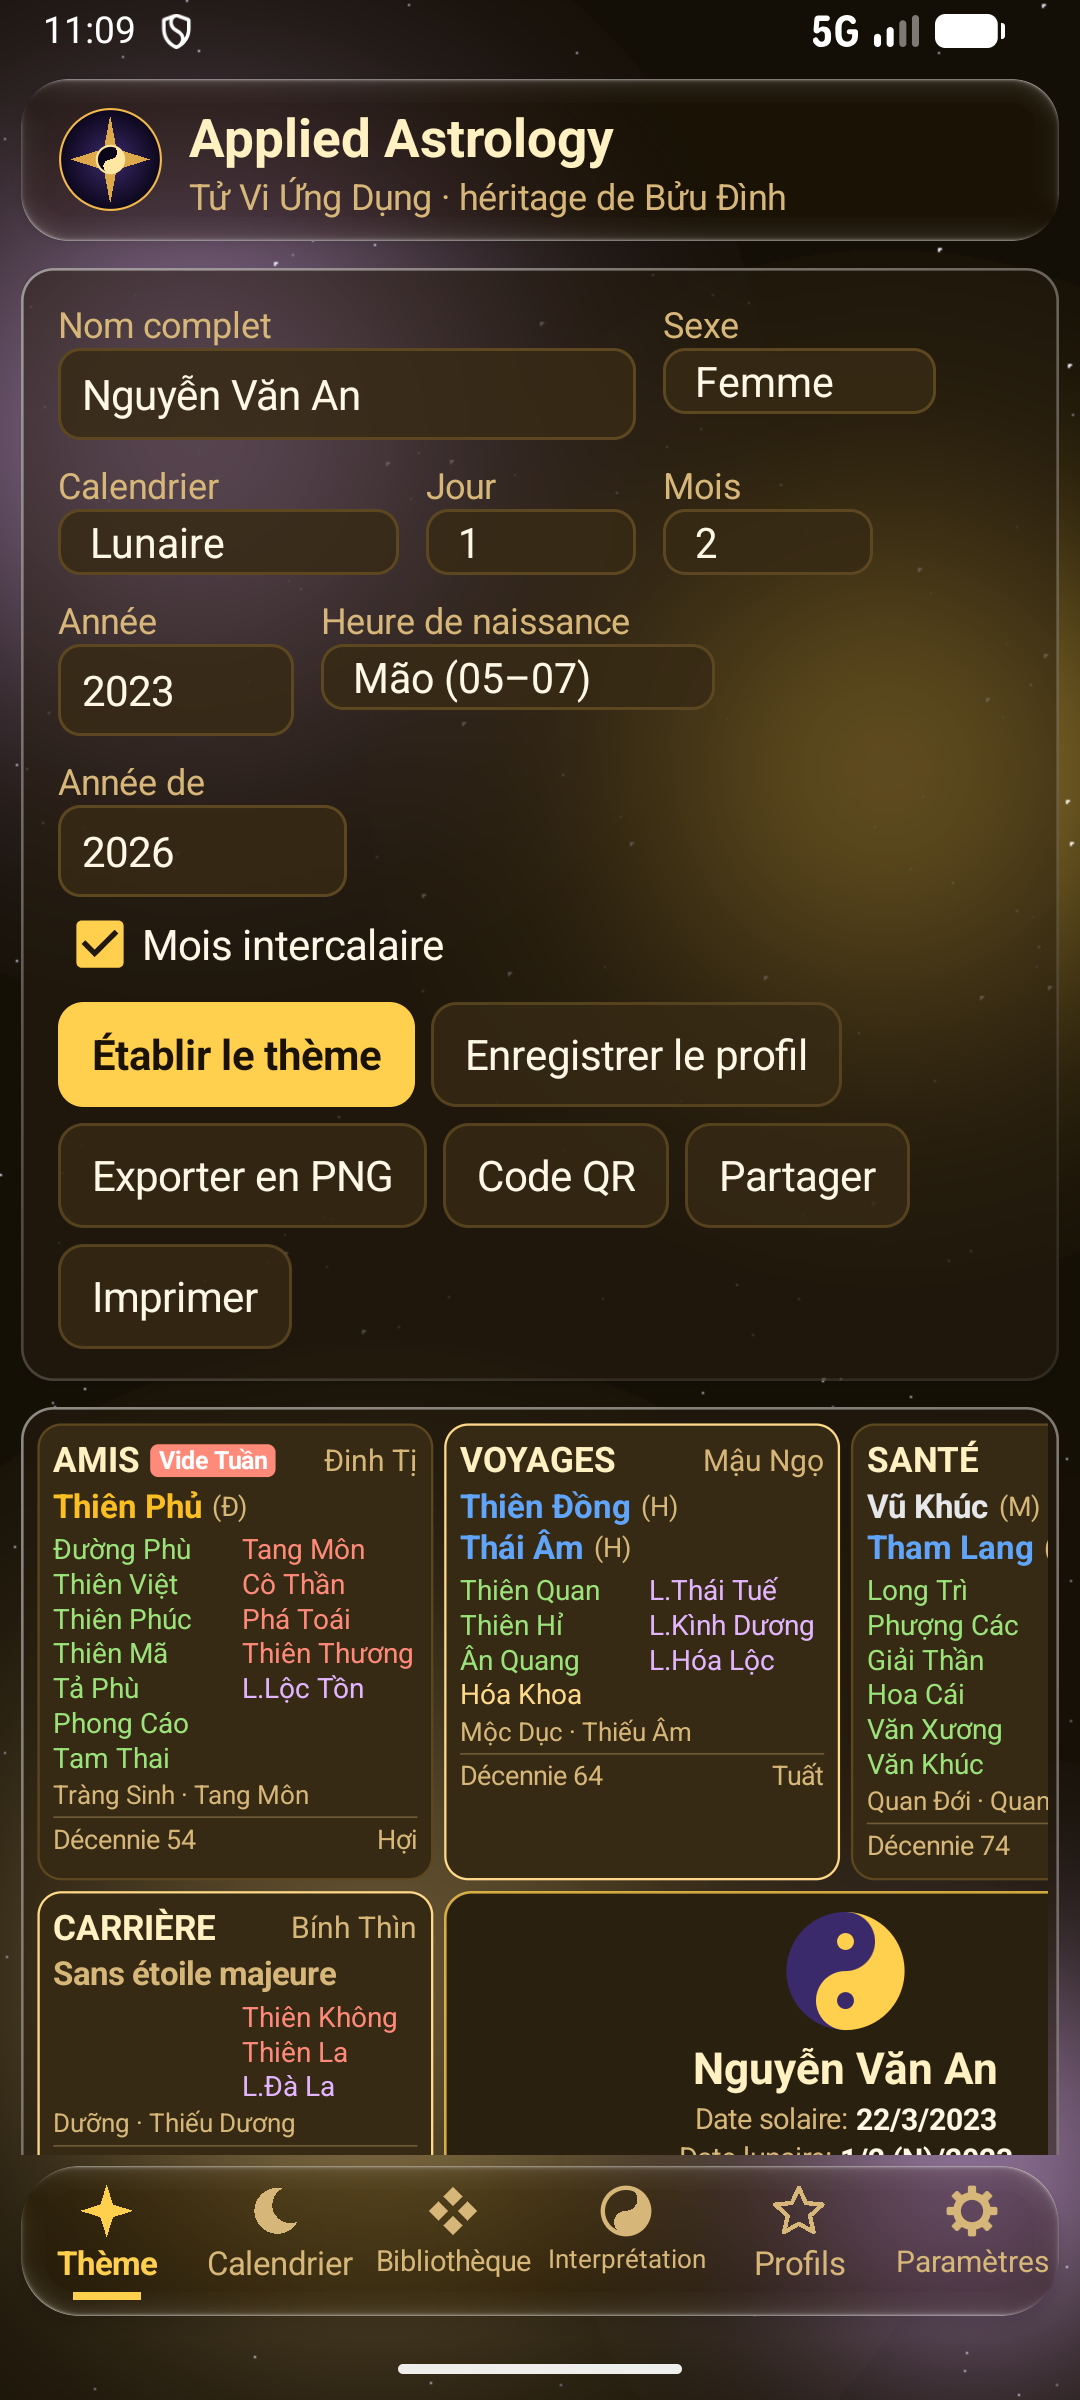 11:09
5G
Applied Astrology
Tử Vi Ứng Dụng · héritage de Bửu Đình
Nom complet
Sexe
Nguyễn Văn An
Femme
Calendrier
Jour
Mois
Lunaire
1
2
Année
Heure de naissance
2023
Mão (05–07)
Année de
2026
Mois intercalaire
Établir le thème
Enregistrer le profil
Exporter en PNG
Code QR
Partager
Imprimer
AMIS Vide Tuần Đinh Tị
Thiên Phủ (Đ)
Đường Phù Tang Môn
Thiên Việt Cô Thần
Thiên Phúc Phá Toái
Thiên Mã Thiên Thương
Tả Phù L.Lộc Tồn
Phong Cáo
Tam Thai
Tràng Sinh · Tang Môn
Décennie 54 Hợi
VOYAGES Mậu Ngọ
Thiên Đồng (H)
Thái Âm (H)
Thiên Quan L.Thái Tuế
Thiên Hỉ L.Kình Dương
Ân Quang L.Hóa Lộc
Hóa Khoa
Mộc Dục · Thiếu Âm
Décennie 64 Tuất
SANTÉ
Vũ Khúc (M)
Tham Lang
Long Trì
Phượng Các
Giải Thần
Hoa Cái
Văn Xương
Văn Khúc
Quan Đới · Quan
Décennie 74
CARRIÈRE Bính Thìn
Sans étoile majeure
Thiên Không
Thiên La
L.Đà La
Dưỡng · Thiếu Dương
Nguyễn Văn An
Date solaire: 22/3/2023
Thème
Calendrier
Bibliothèque
Interprétation
Profils
Paramètres